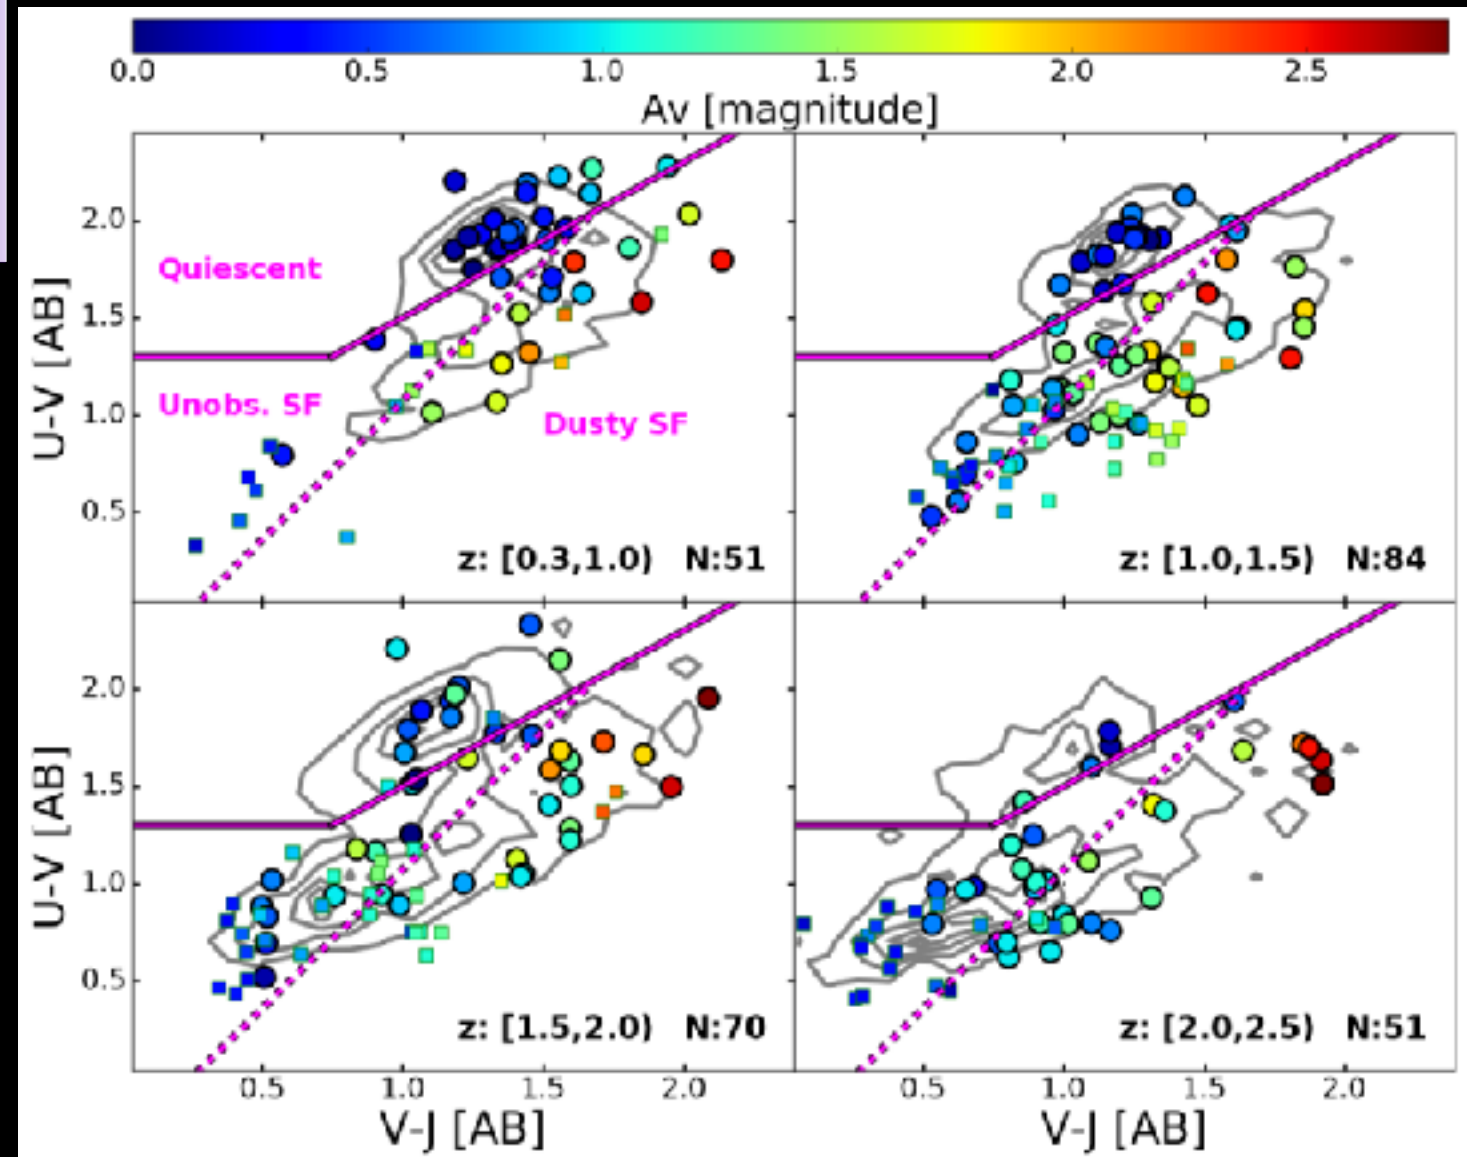 0.0 0.5 1.0 1.5 2.0 2.5
Av [magnitude]
2.0
1.5
1.0
0.5
U-V [AB]
Quiescent
Unobs. SF
Dusty SF
z: [0.3,1.0) N:51
z: [1.0,1.5) N:84
2.0
1.5
1.0
0.5
U-V [AB]
z: [1.5,2.0) N:70
z: [2.0,2.5) N:51
0.5 1.0 1.5 2.0
0.5 1.0 1.5 2.0
V-J [AB]
V-J [AB]